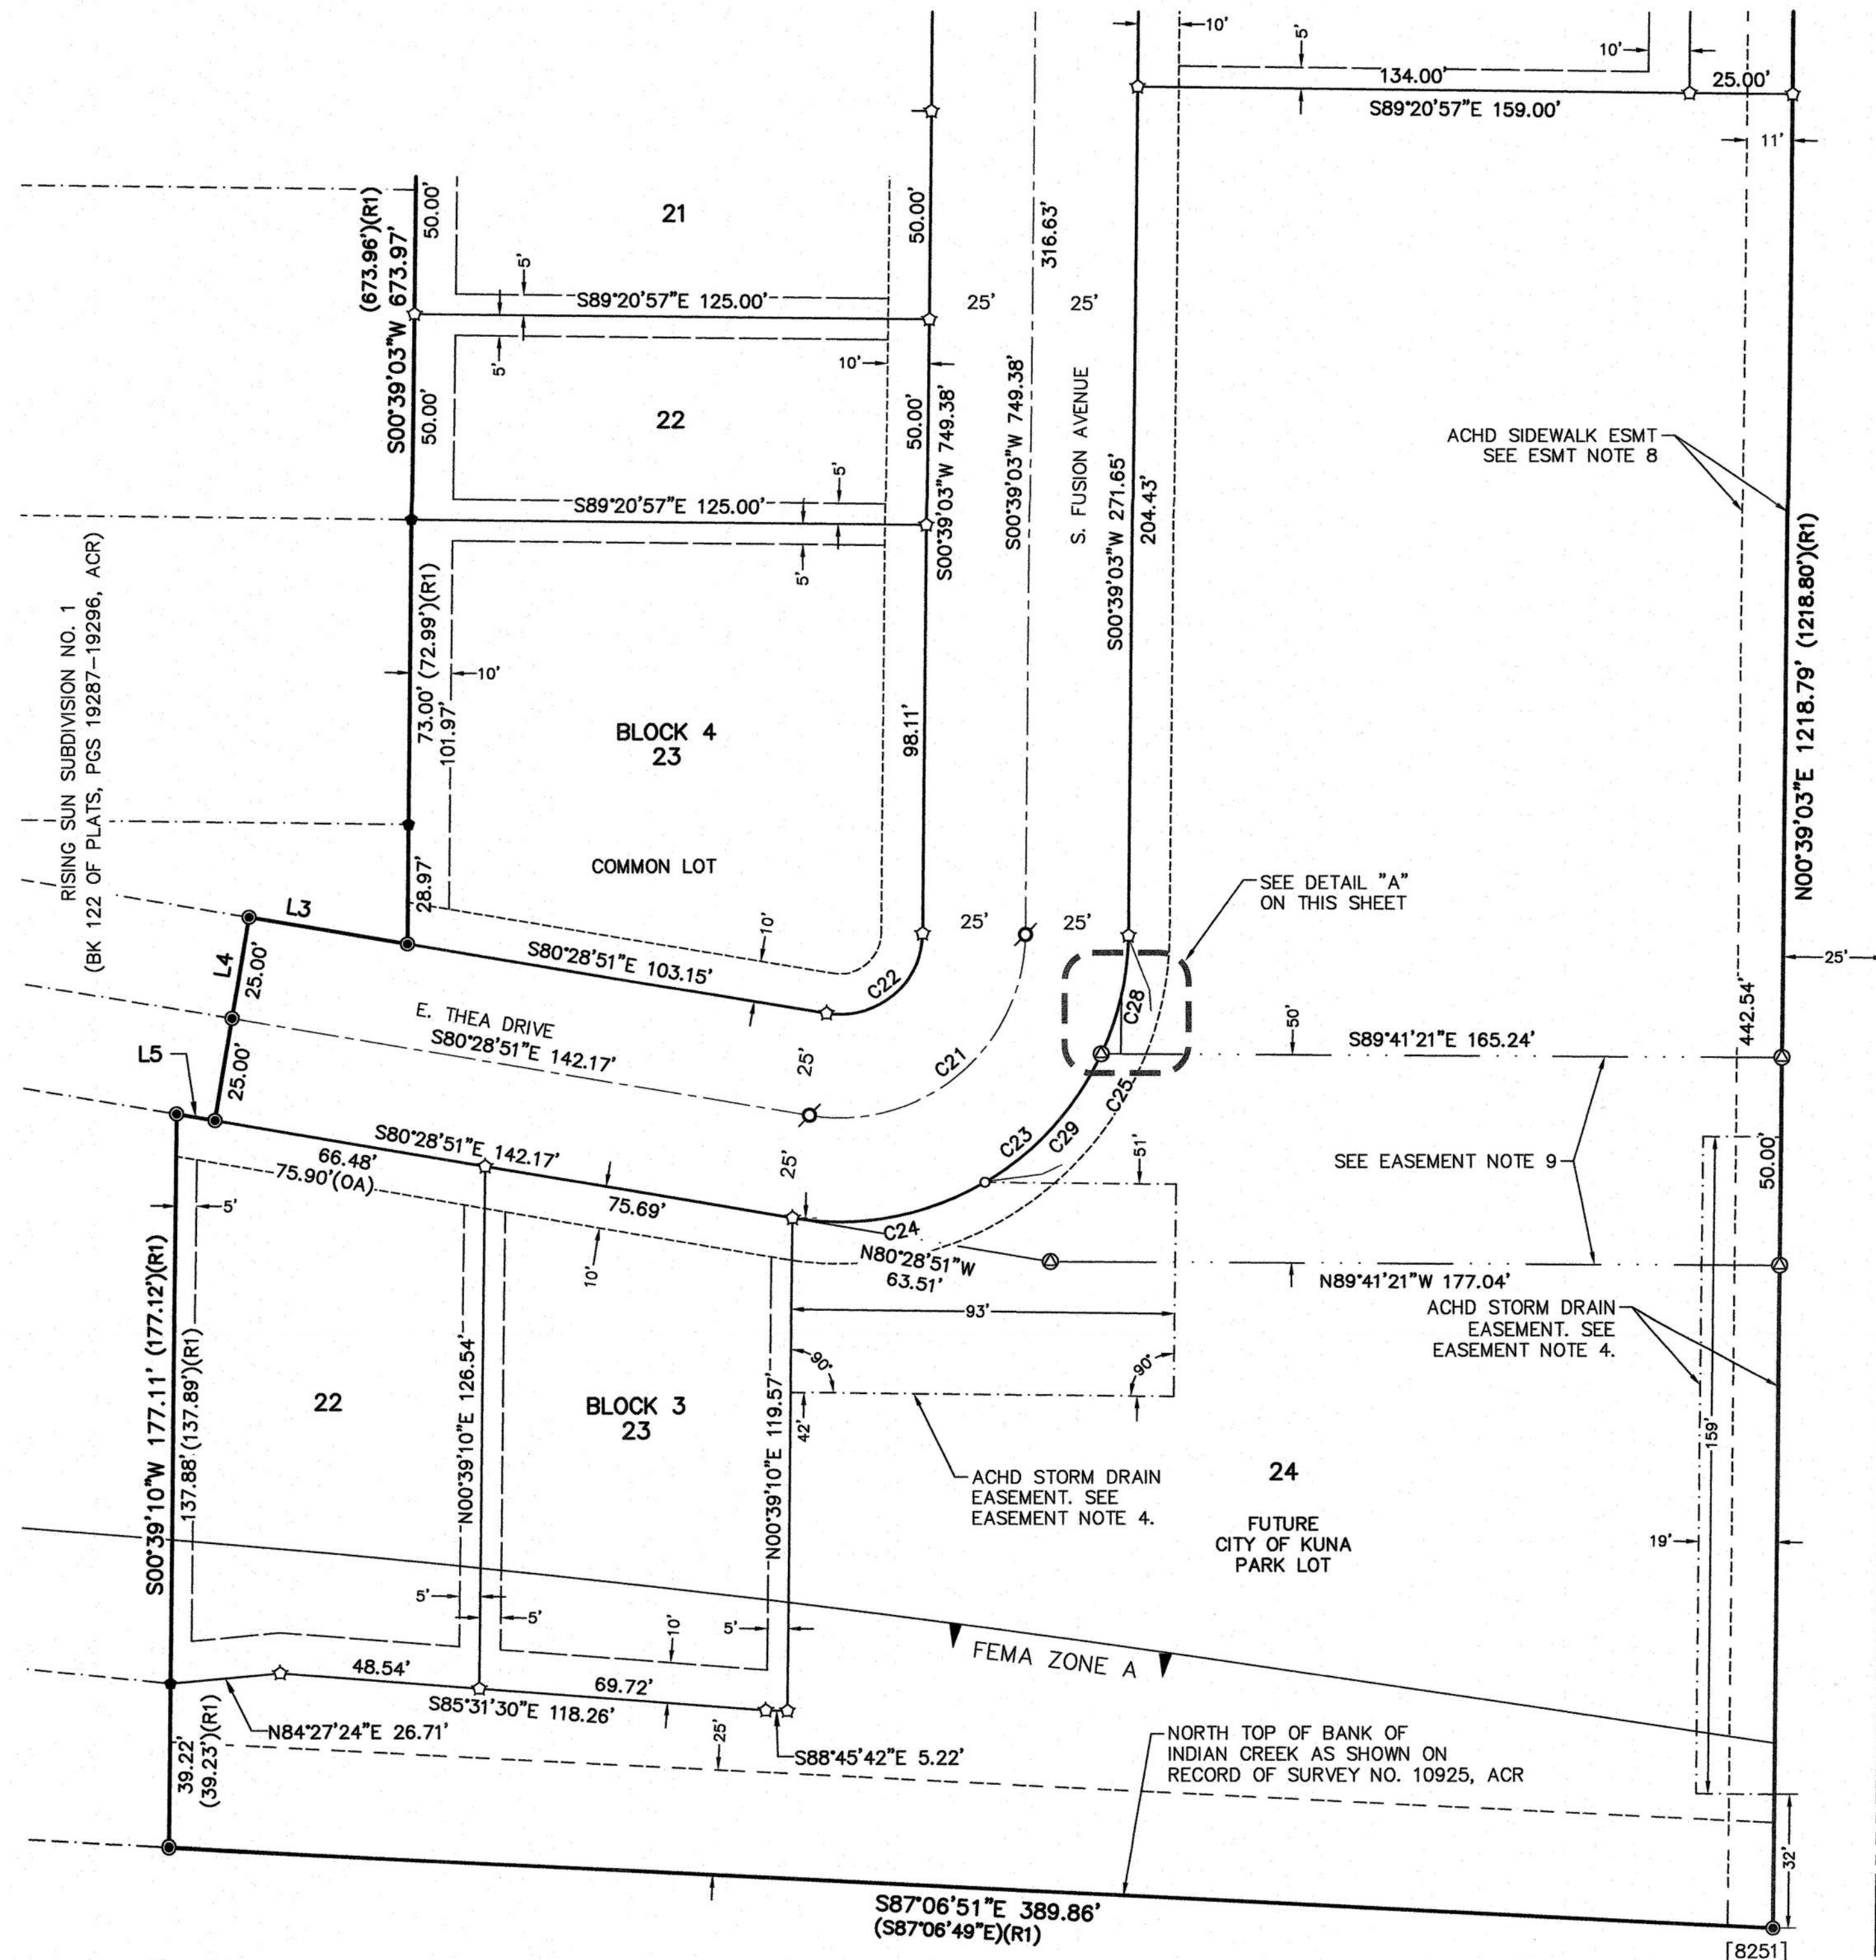 10'
5'
10'
134.00'
25.00'
S89°20'57"E 159.00'
11'
(673.96')(R1)
S00°39'03"W 673.97'
50.00'
21
50.00'
316.63'
5'
S89°20'57"E 125.00'
25'
25'
5'
10'
50.00'
22
50.00'
S00°39'03"W 749.38'
S00°39'03"W 749.38'
S. FUSION AVENUE
S00°39'03"W 271.65'
204.43'
ACHD SIDEWALK ESMT
SEE ESMT NOTE 8
5'
S89°20'57"E 125.00'
5'
RISING SUN SUBDIVISION NO. 1
(BK 122 OF PLATS, PGS 19287-19296, ACR)
73.00' (72.99')(R1)
101.97'
10'
BLOCK 4
23
98.11'
N00°39'03"E 1218.79' (1218.80')(R1)
COMMON LOT
28.97'
SEE DETAIL "A"
ON THIS SHEET
L3
10'
25'
25'
25'
L4
25.00'
S80°28'51"E 103.15'
C22
C28
442.54'
E. THEA DRIVE
S80°28'51"E 142.17'
50'
S89°41'21"E 165.24'
L5
25.00'
25'
C21
C25
S80°28'51"E 142.17'
66.48'
75.90'(OA)
C23
C29
51'
SEE EASEMENT NOTE 9
50.00'
5'
75.69'
25'
C24
N80°28'51"W
63.51'
10'
N89°41'21"W 177.04'
93'
ACHD STORM DRAIN
EASEMENT. SEE
EASEMENT NOTE 4.
S00°39'10"W 177.11' (177.12')(R1)
137.88' (137.89')(R1)
N00°39'10"E 126.54'
90°
90°
22
BLOCK 3
23
N00°39'10"E 119.57'
42'
159'
ACHD STORM DRAIN
EASEMENT. SEE
EASEMENT NOTE 4.
24
FUTURE
CITY OF KUNA
PARK LOT
19'
5'
5'
10'
5'
FEMA ZONE A
48.54'
69.72'
S85°31'30"E 118.26'
N84°27'24"E 26.71'
25'
S88°45'42"E 5.22'
39.22'
(39.23')(R1)
NORTH TOP OF BANK OF
INDIAN CREEK AS SHOWN ON
RECORD OF SURVEY NO. 10925, ACR
32'
S87°06'51"E 389.86'
(S87°06'49"E)(R1)
[8251]